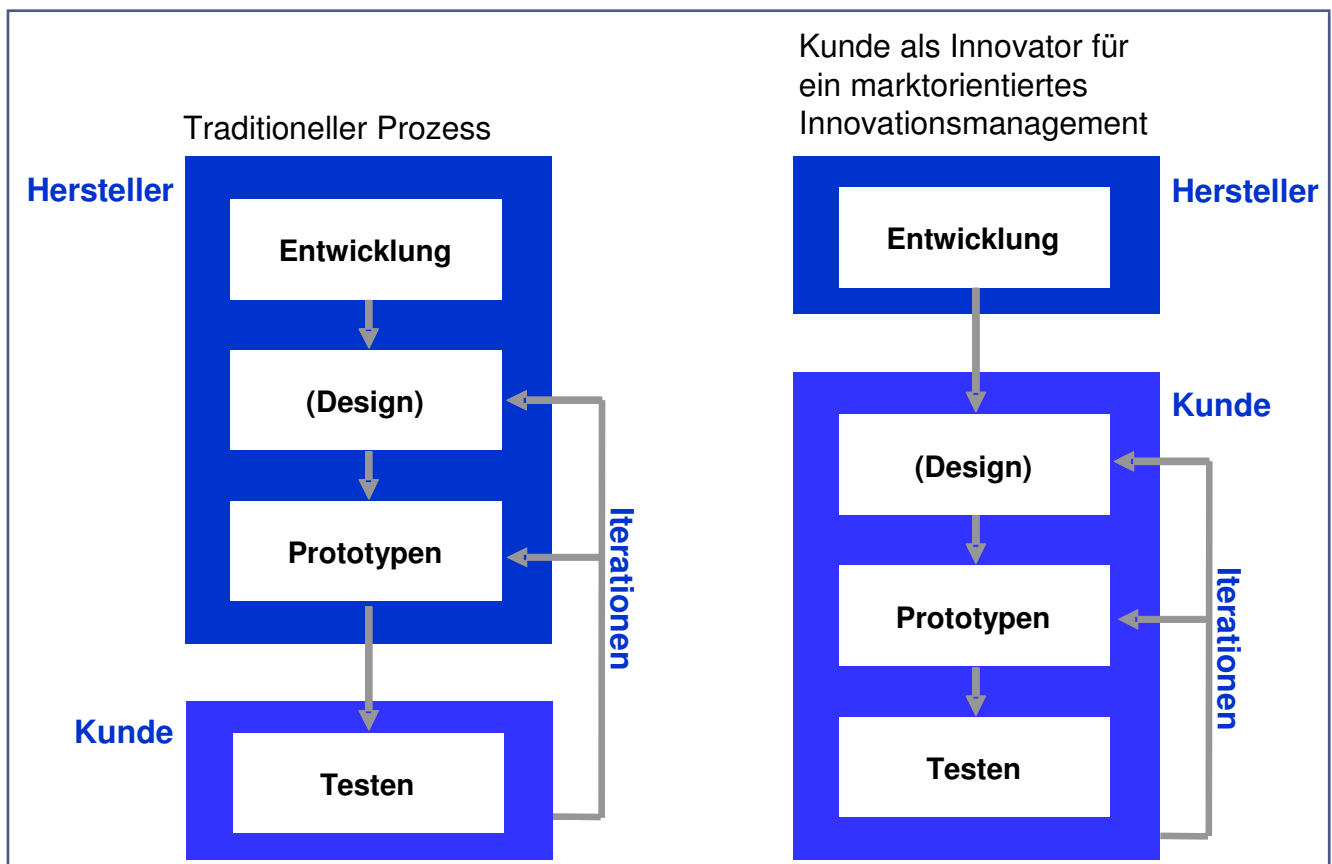 Traditioneller Prozess
Hersteller
Entwicklung
(Design)
Prototypen
Iterationen
Kunde
Testen
Kunde als Innovator für
ein marktorientiertes
Innovationsmanagement
Hersteller
Entwicklung
Kunde
(Design)
Prototypen
Iterationen
Testen